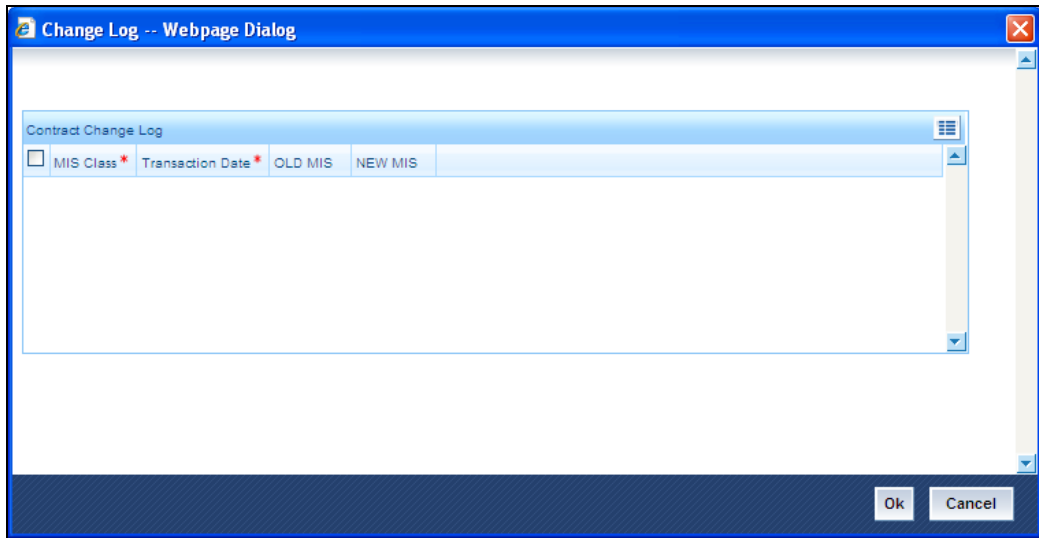 Change Log -- Webpage Dialog
Contract Change Log
MIS Class * Transaction Date * OLD MIS NEW MIS
Ok Cancel